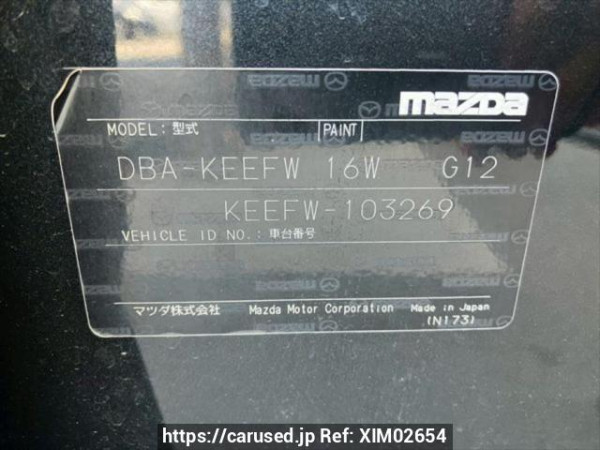 mazDa
MODEL：型式 PAINT
DBA-KEEFW 16W G12
KEEFW-103269
VEHICLE ID NO.：車台番号
マツダ株式会社 Mazda Motor Corporation Made in Japan
(N173)
https://carused.jp Ref: XIM02654